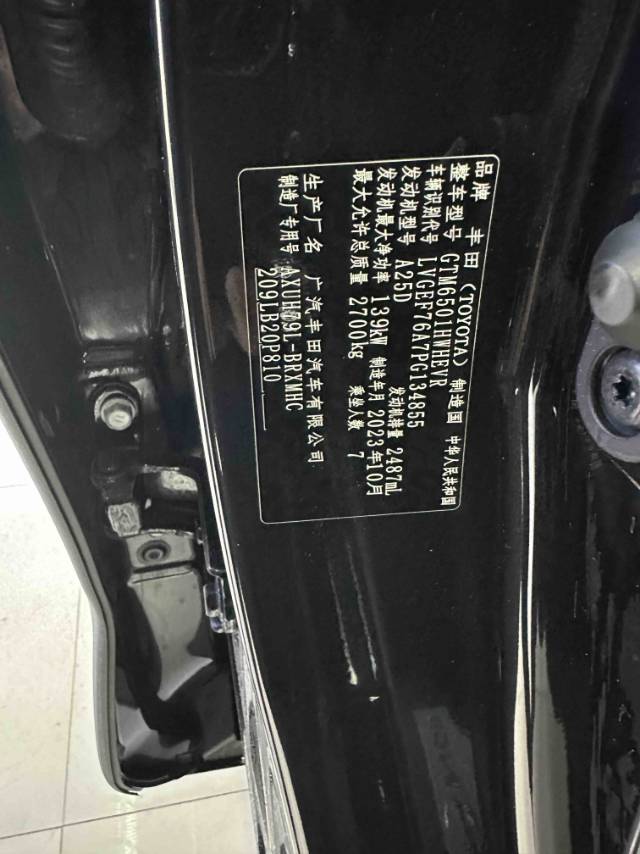 品牌 丰田(TOYOTA) 制造国 中华人民共和国
整车型号 GTM6501HWHEVR
车辆识别代号 LVGEF76A7PG134855
发动机型号 A25D 发动机排量 2487mL
发动机最大净功率 139kW 制造年月 2023年10月
最大允许总质量 2700kg 乘坐人数 7
生产厂名 广汽丰田汽车有限公司
制造厂专用号 AXUH79L-BRXMHC
209LB20P810